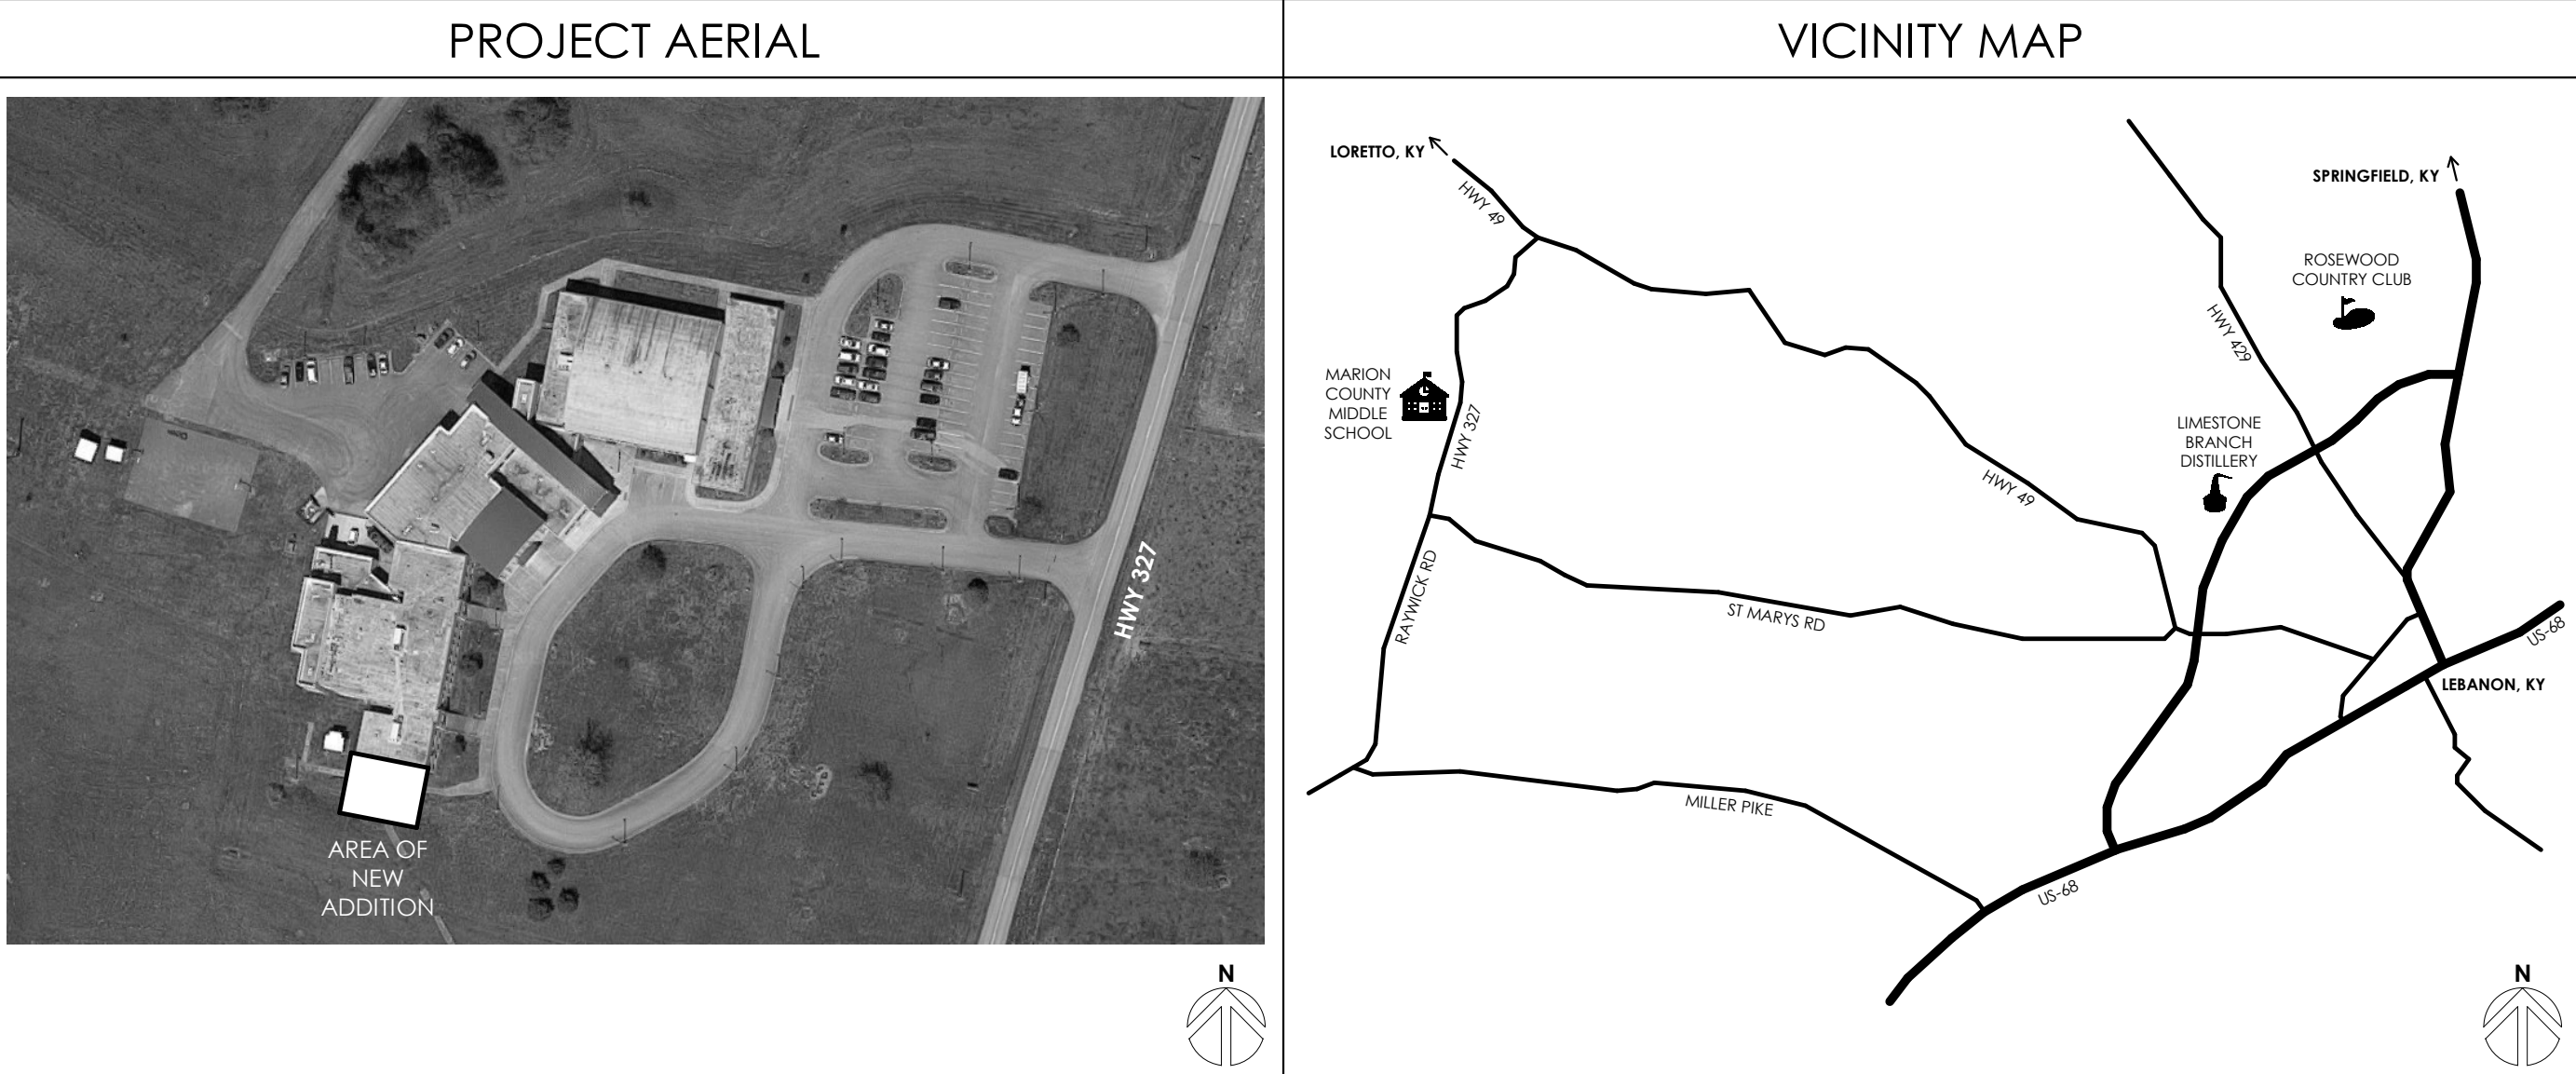 PROJECT AERIAL
HWY 327
AREA OF
NEW
ADDITION
N
VICINITY MAP
LORETTO, KY
HWY 49
SPRINGFIELD, KY
ROSEWOOD
COUNTRY CLUB
HWY 429
MARION
COUNTY
MIDDLE
SCHOOL
HWY 327
LIMESTONE
BRANCH
DISTILLERY
HWY 49
RAYWICK RD
ST MARYS RD
US-68
LEBANON, KY
MILLER PIKE
US-68
N